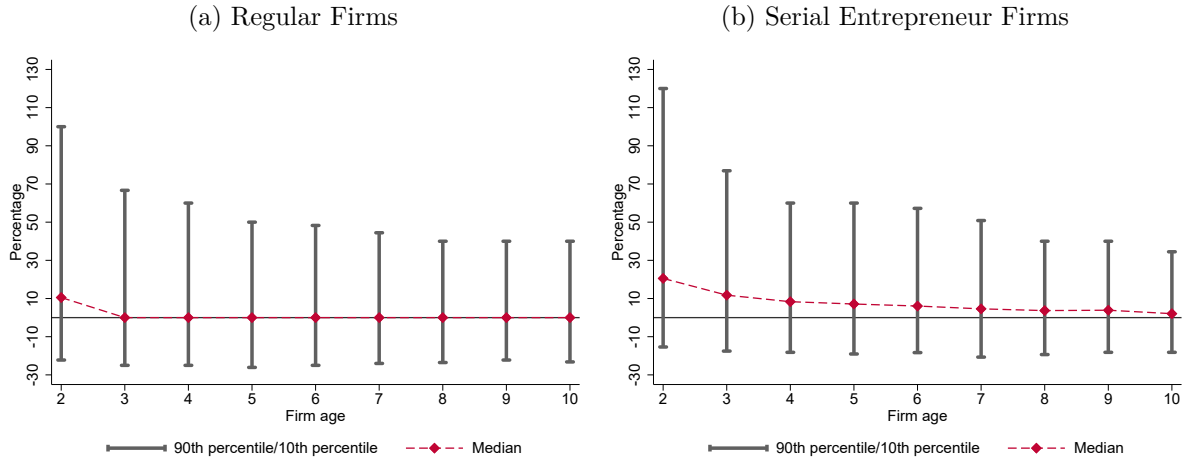 (a) Regular Firms
Percentage
130
110
90
70
50
30
10
-10
-30
2 3 4 5 6 7 8 9 10
Firm age
90th percentile/10th percentile Median
(b) Serial Entrepreneur Firms
Percentage
130
110
90
70
50
30
10
-10
-30
2 3 4 5 6 7 8 9 10
Firm age
90th percentile/10th percentile Median